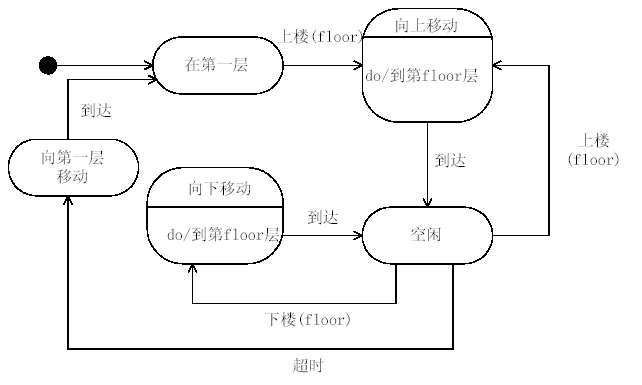 上楼(floor)
向上移动
在第一层
do/到第floor层
到达
向第一层
移动
到达
上楼
(floor)
向下移动
do/到第floor层
到达
空闲
下楼(floor)
超时